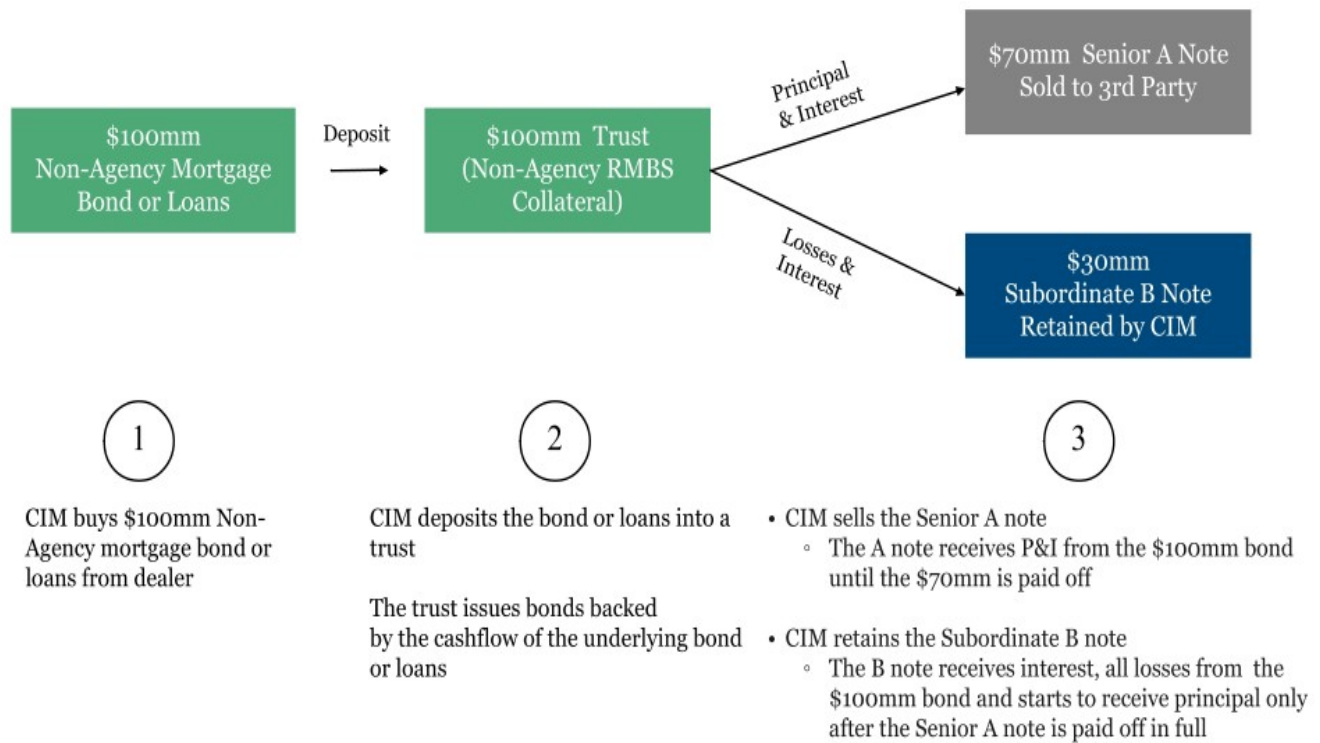 $100mm
Non-Agency Mortgage
Bond or Loans
Deposit
$100mm Trust
(Non-Agency RMBS
Collateral)
Principal
& Interest
$70mm Senior A Note
Sold to 3rd Party
Losses &
Interest
$30mm
Subordinate B Note
Retained by CIM
1
CIM buys $100mm Non-
Agency mortgage bond or
loans from dealer
2
CIM deposits the bond or loans into a
trust
The trust issues bonds backed
by the cashflow of the underlying bond
or loans
3
• CIM sells the Senior A note
◦ The A note receives P&I from the $100mm bond
until the $70mm is paid off
• CIM retains the Subordinate B note
◦ The B note receives interest, all losses from the
$100mm bond and starts to receive principal only
after the Senior A note is paid off in full